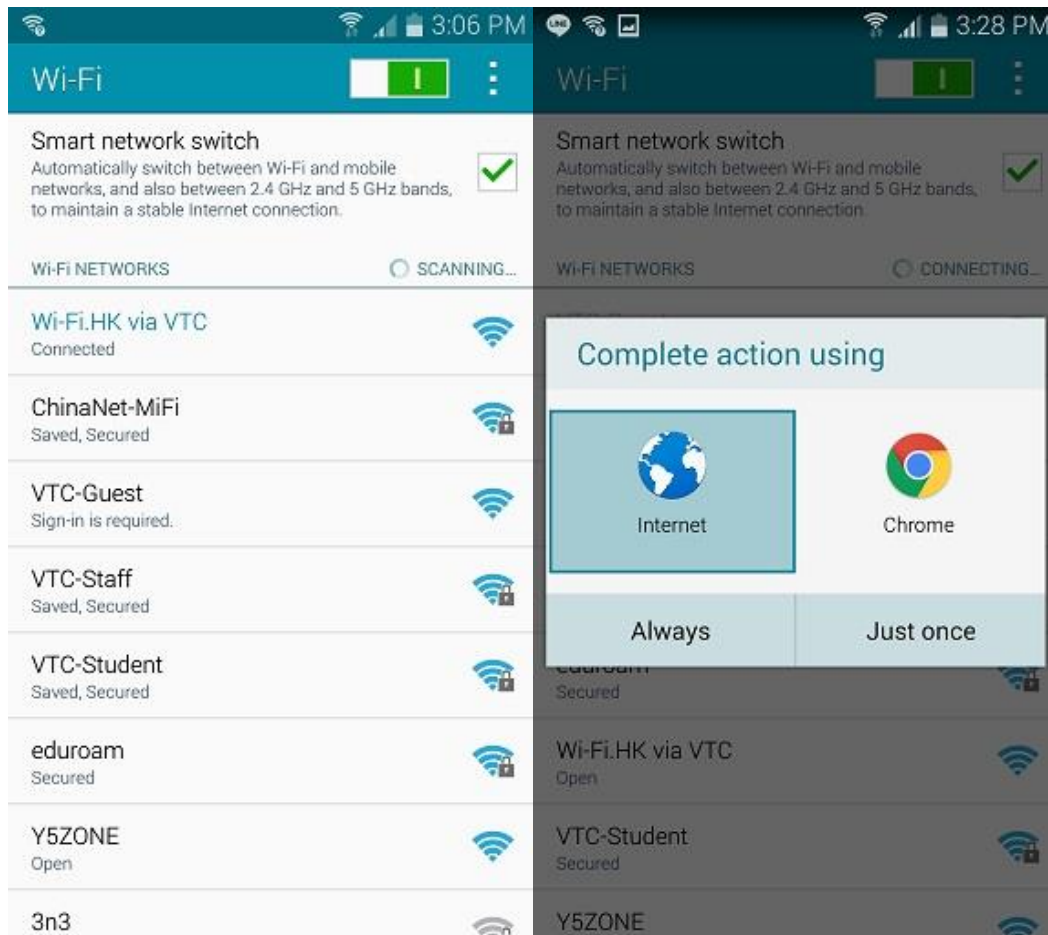 3:06 PM
Wi-Fi
Smart network switch
Automatically switch between Wi-Fi and mobile
networks, and also between 2.4 GHz and 5 GHz bands,
to maintain a stable Internet connection.
Wi-Fi NETWORKS
SCANNING...
Wi-Fi.HK via VTC
Connected
ChinaNet-MiFi
Saved, Secured
VTC-Guest
Sign-in is required.
VTC-Staff
Saved, Secured
VTC-Student
Saved, Secured
eduroam
Secured
Y5ZONE
Open
3n3
LINE
3:28 PM
Wi-Fi
Smart network switch
Automatically switch between Wi-Fi and mobile
networks, and also between 2.4 GHz and 5 GHz bands,
to maintain a stable Internet connection.
Wi-Fi NETWORKS
CONNECTING...
Complete action using
Internet
Chrome
Always
Just once
eduroam
Secured
Wi-Fi.HK via VTC
Open
VTC-Student
Secured
Y5ZONE